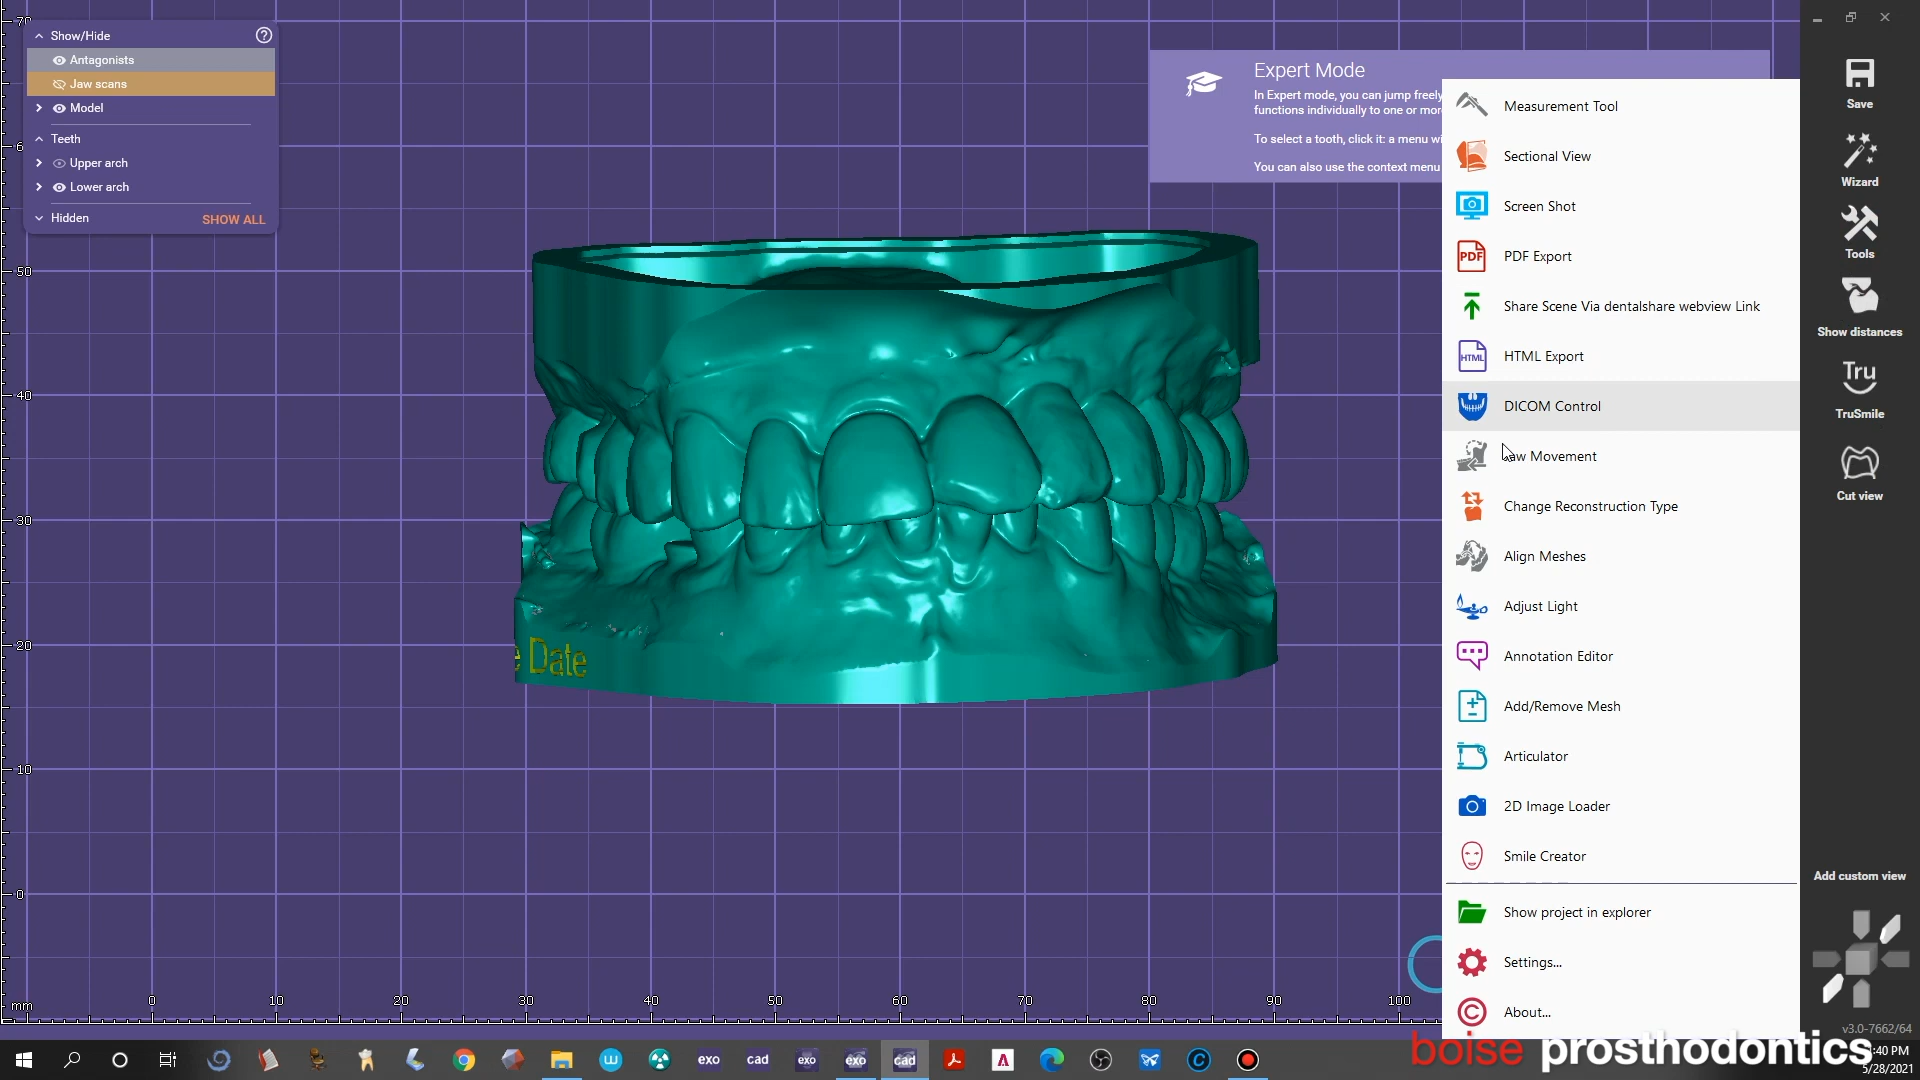 Show/Hide
Antagonists
Jaw scans
Model
Teeth
Upper arch
Lower arch
Hidden SHOW ALL
Expert Mode
In Expert mode, you can jump freely
functions individually to one or mor
To select a tooth, click it: a menu wi
You can also use the context menu
Measurement Tool
Sectional View
Screen Shot
PDF PDF Export
Share Scene Via dentalshare webview Link
HTML HTML Export
DICOM Control
aw Movement
Change Reconstruction Type
Align Meshes
Adjust Light
Annotation Editor
Add/Remove Mesh
Articulator
2D Image Loader
Smile Creator
Show project in explorer
Settings...
About...
Save
Wizard
Tools
Show distances
Tru
TruSmile
Cut view
Add custom view
v3.0-7662/64
70
6
50
40
30
20
10
0
mm 0 10 20 30 40 50 60 70 80 90 100
e Date
exo cad exo exo cad
boise prosthodontics
:40 PM
5/28/2021